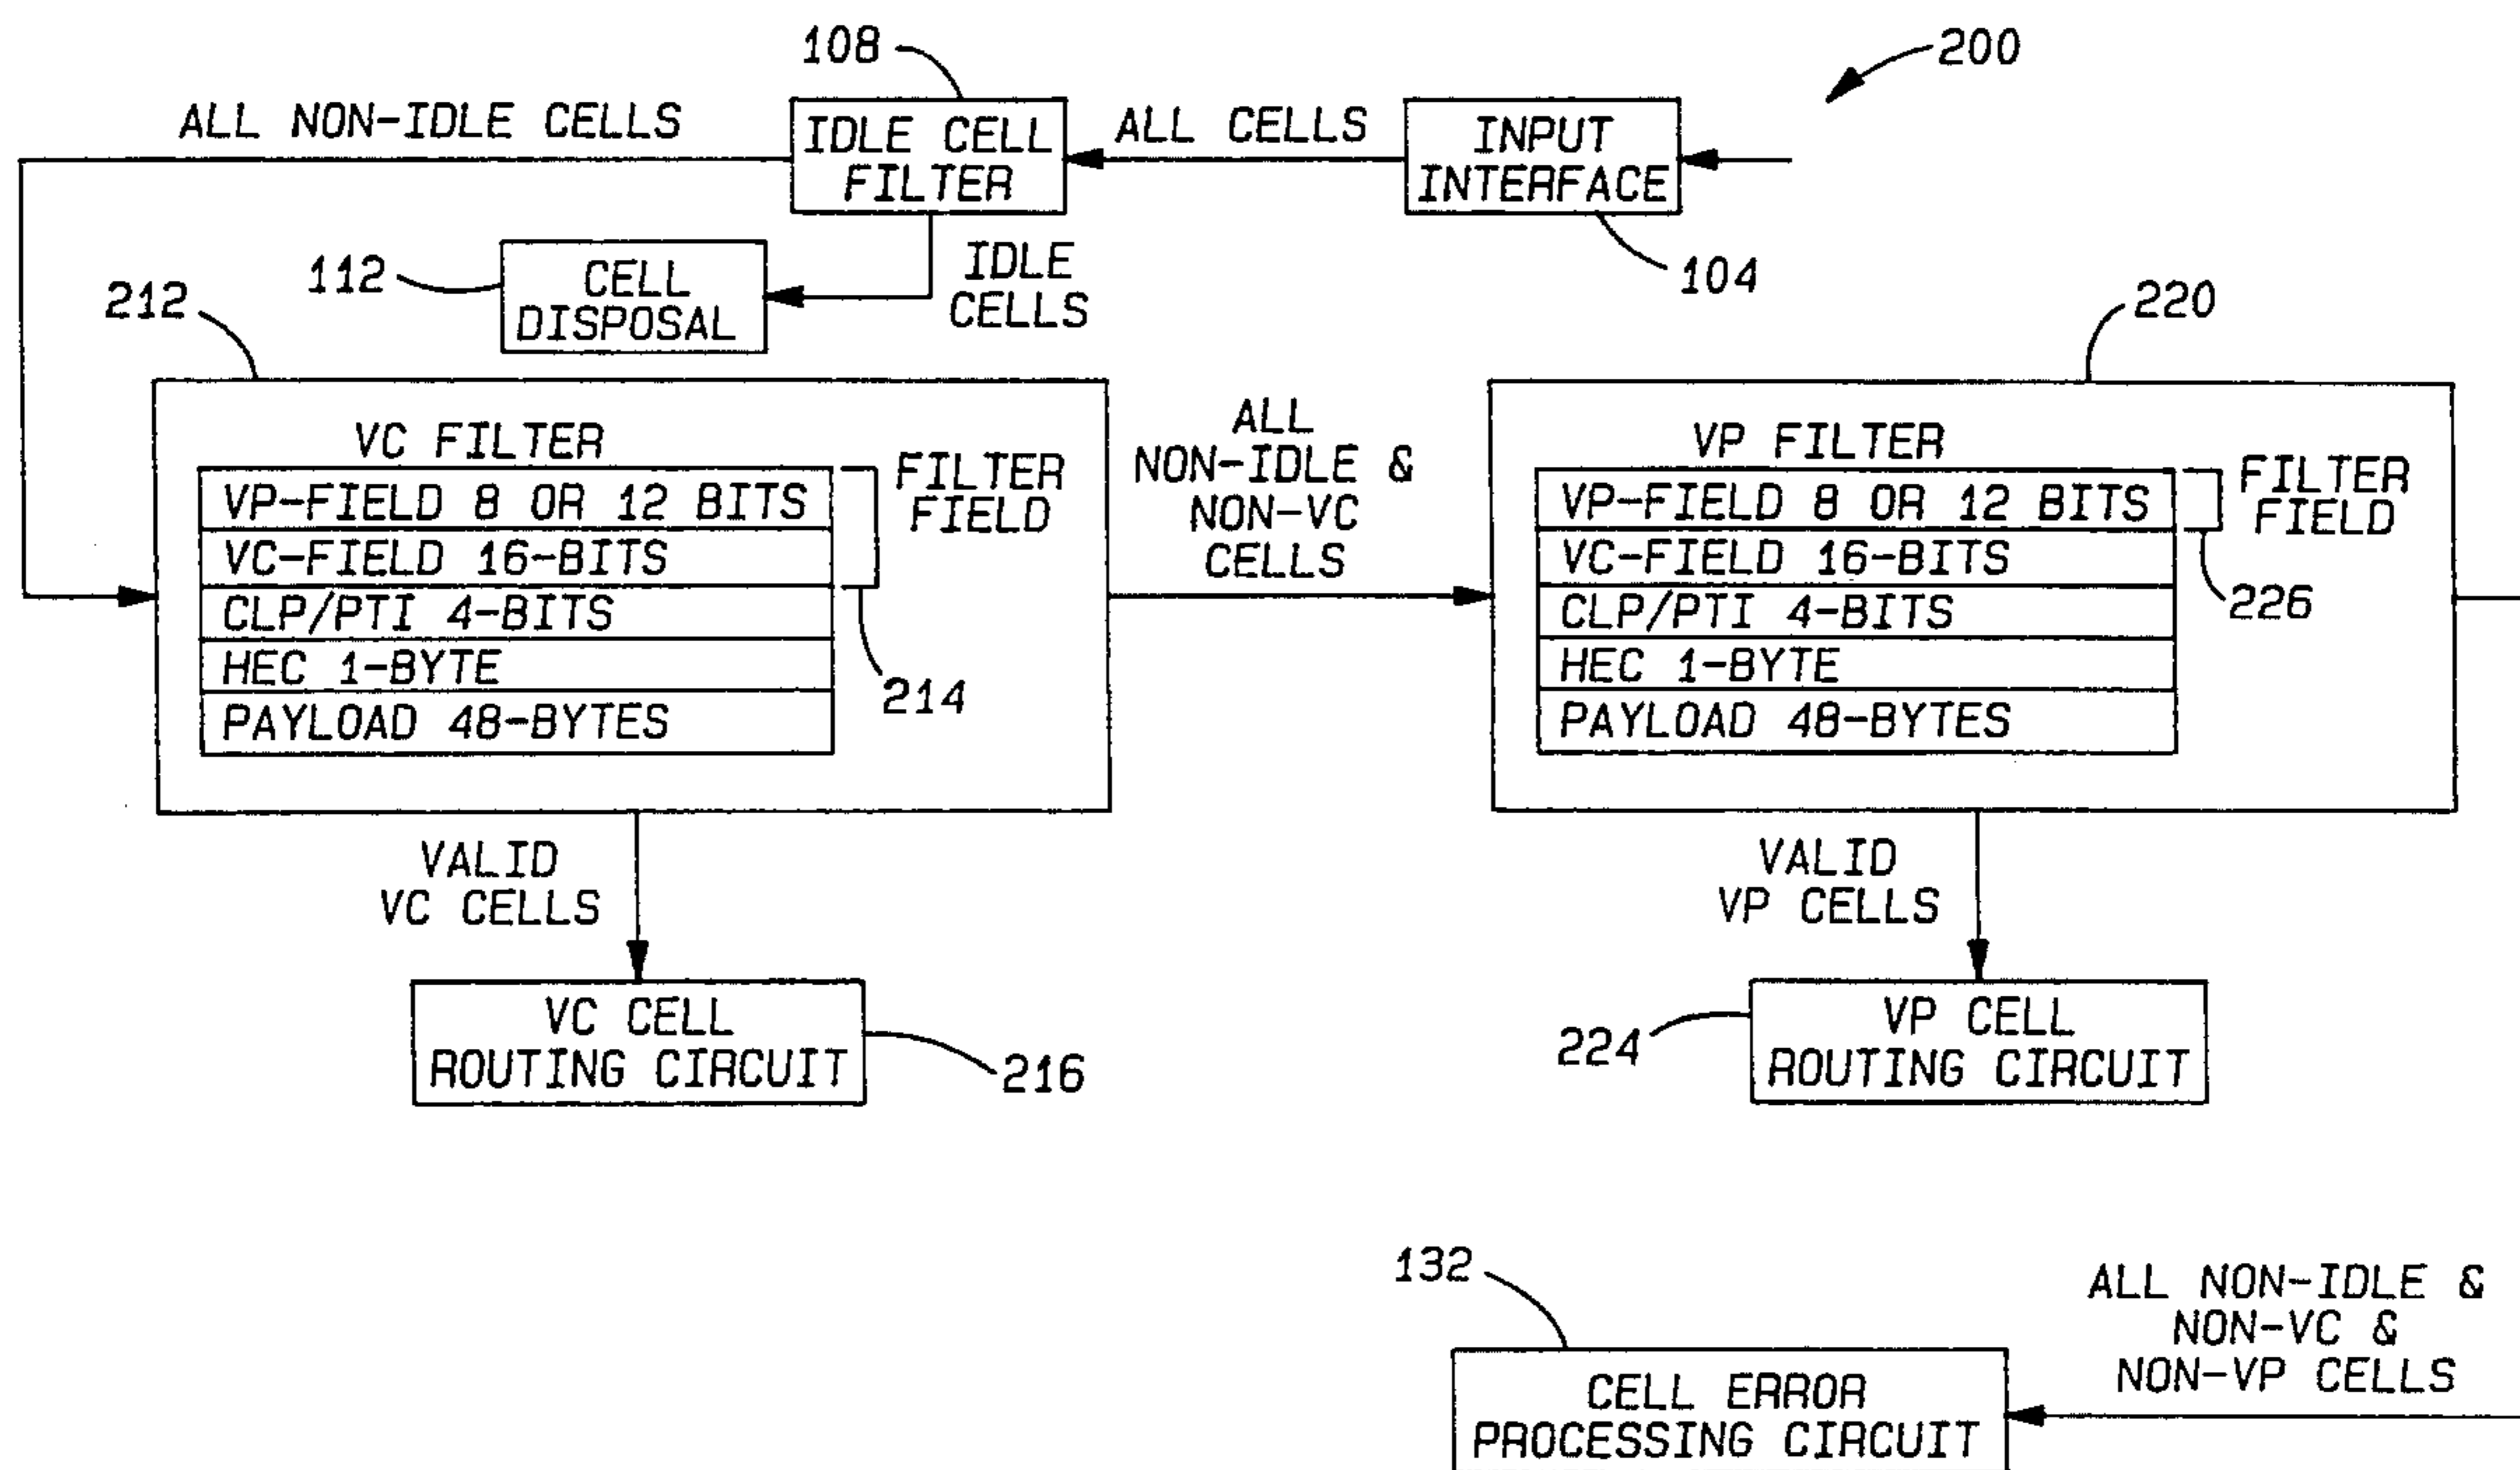 108
200
ALL NON-IDLE CELLS
IDLE CELL
FILTER
ALL CELLS
INPUT
INTERFACE
104
IDLE
CELLS
112
CELL
DISPOSAL
212
220
VC FILTER
VP-FIELD 8 OR 12 BITS
VC-FIELD 16-BITS
CLP/PTI 4-BITS
HEC 1-BYTE
PAYLOAD 48-BYTES
FILTER
FIELD
214
ALL
NON-IDLE &
NON-VC
CELLS
VP FILTER
VP-FIELD 8 OR 12 BITS
VC-FIELD 16-BITS
CLP/PTI 4-BITS
HEC 1-BYTE
PAYLOAD 48-BYTES
FILTER
FIELD
226
VALID
VC CELLS
VALID
VP CELLS
VC CELL
ROUTING CIRCUIT
216
224
VP CELL
ROUTING CIRCUIT
132
ALL NON-IDLE &
NON-VC &
NON-VP CELLS
CELL ERROR
PROCESSING CIRCUIT